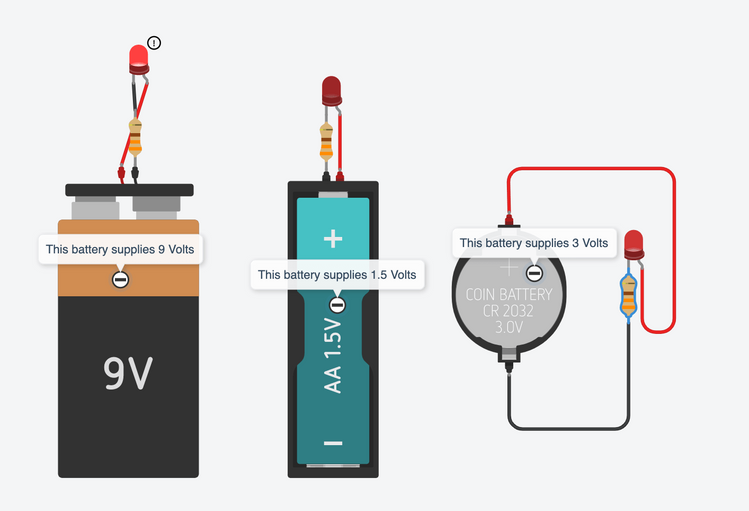 This battery supplies 9 Volts
9V
This battery supplies 1.5 Volts
+
AA 1.5V
−
This battery supplies 3 Volts
+
COIN BATTERY
CR 2032
3.0V
!